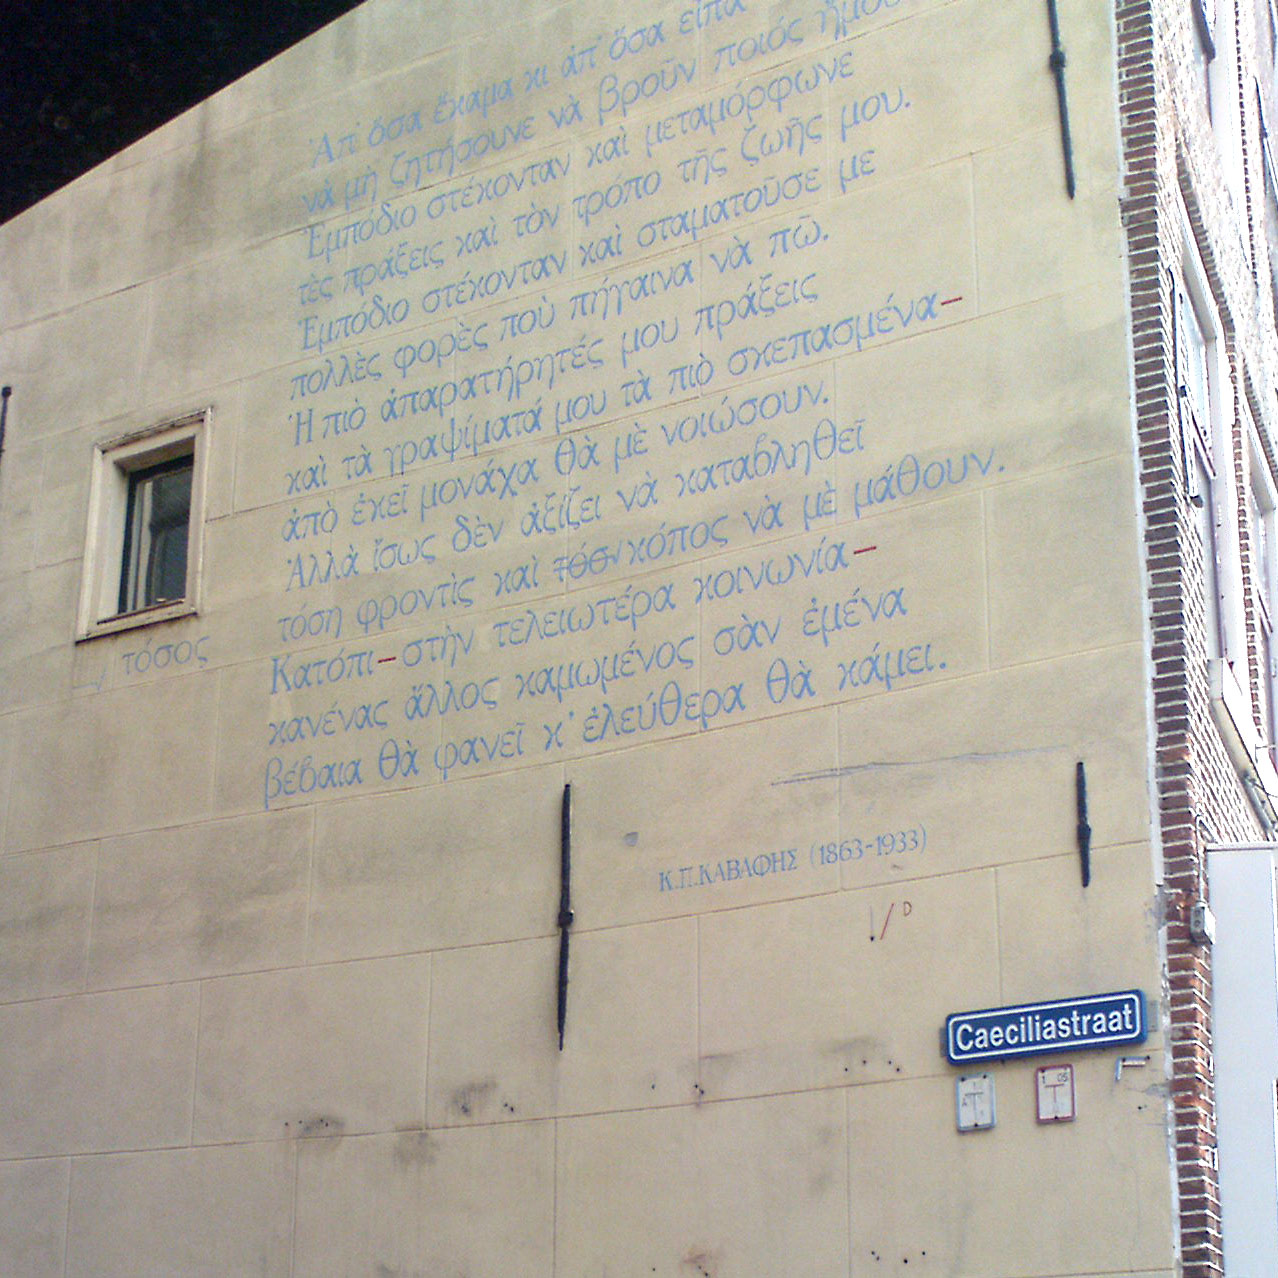 Ἀπ' ὅσα ἔκαμα κι ἀπ' ὅσα εἶπα
νὰ μὴ ζητήσουνε νὰ βροῦν ποιός ἤμουν
Ἐμπόδιο στέκονταν καὶ μεταμόρφωνε
τὲς πράξεις καὶ τὸν τρόπο τῆς ζωῆς μου.
Ἐμπόδιο στέκονταν καὶ σταματοῦσε με
πολλὲς φορὲς ποὺ πήγαινα νὰ πῶ.
Ἡ πιὸ ἀπαρατήρητές μου πράξεις
καὶ τὰ γραψίματά μου τὰ πιὸ σκεπασμένα–
ἀπὸ ἐκεῖ μονάχα θὰ μὲ νοιώσουν.
Ἀλλὰ ἴσως δὲν ἀξίζει νὰ καταβληθεῖ
τόση φροντὶς καὶ τόσο√κόπος νὰ μὲ μάθουν.
√ τόσος
Κατόπι–στὴν τελειωτέρα κοινωνία–
κανένας ἄλλος καμωμένος σὰν ἐμένα
βέβαια θὰ φανεῖ κ' ἐλεύθερα θὰ κάμει.
Κ.Π.ΚΑΒΑΦΗΣ (1863-1933)
Caeciliastraat